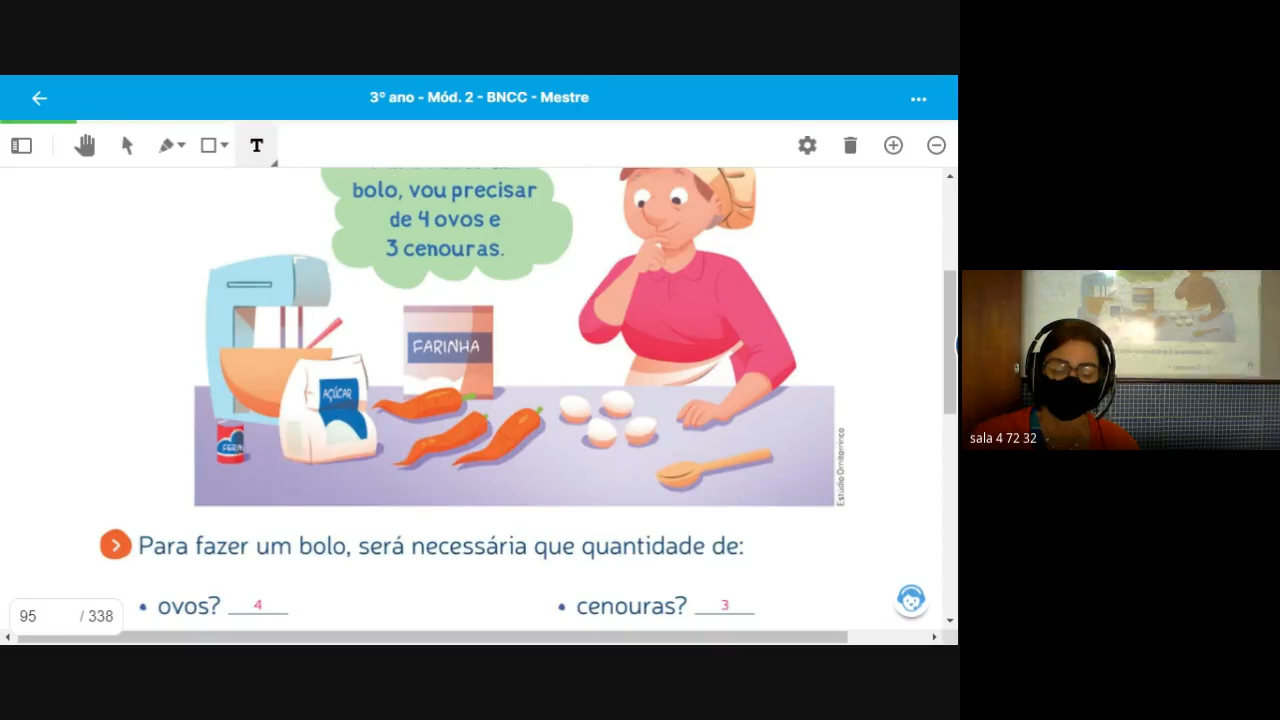 3º ano - Mód. 2 - BNCC - Mestre
T
bolo, vou precisar
de 4 ovos e
3 cenouras.
FARINHA
AÇÚCAR
Estúdio Ornitorrinco
Para fazer um bolo, será necessária que quantidade de:
• ovos? 4
• cenouras? 3
95 / 338
sala 4 72 32